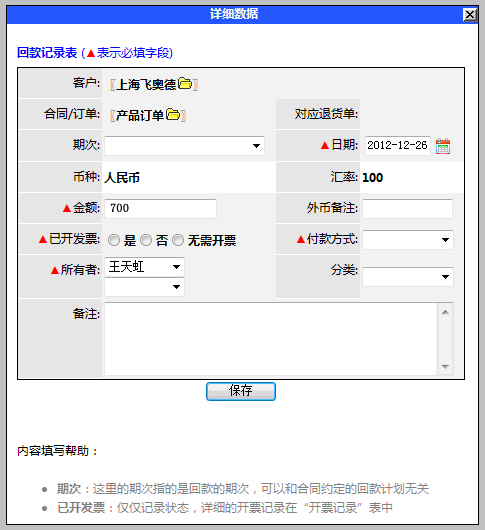 详细数据
回款记录表 (▲表示必填字段)
客户: 〖上海飞奥德〗
合同/订单: 〖产品订单〗 对应退货单:
期次: ▲日期: 2012-12-26
币种: 人民币 汇率: 100
▲金额: 700 外币备注:
▲已开发票: 是 否 无需开票 ▲付款方式:
▲所有者: 王天虹 分类:
备注:
保存
内容填写帮助：
• 期次：这里的期次指的是回款的期次，可以和合同约定的回款计划无关
• 已开发票：仅仅记录状态，详细的开票记录在“开票记录”表中